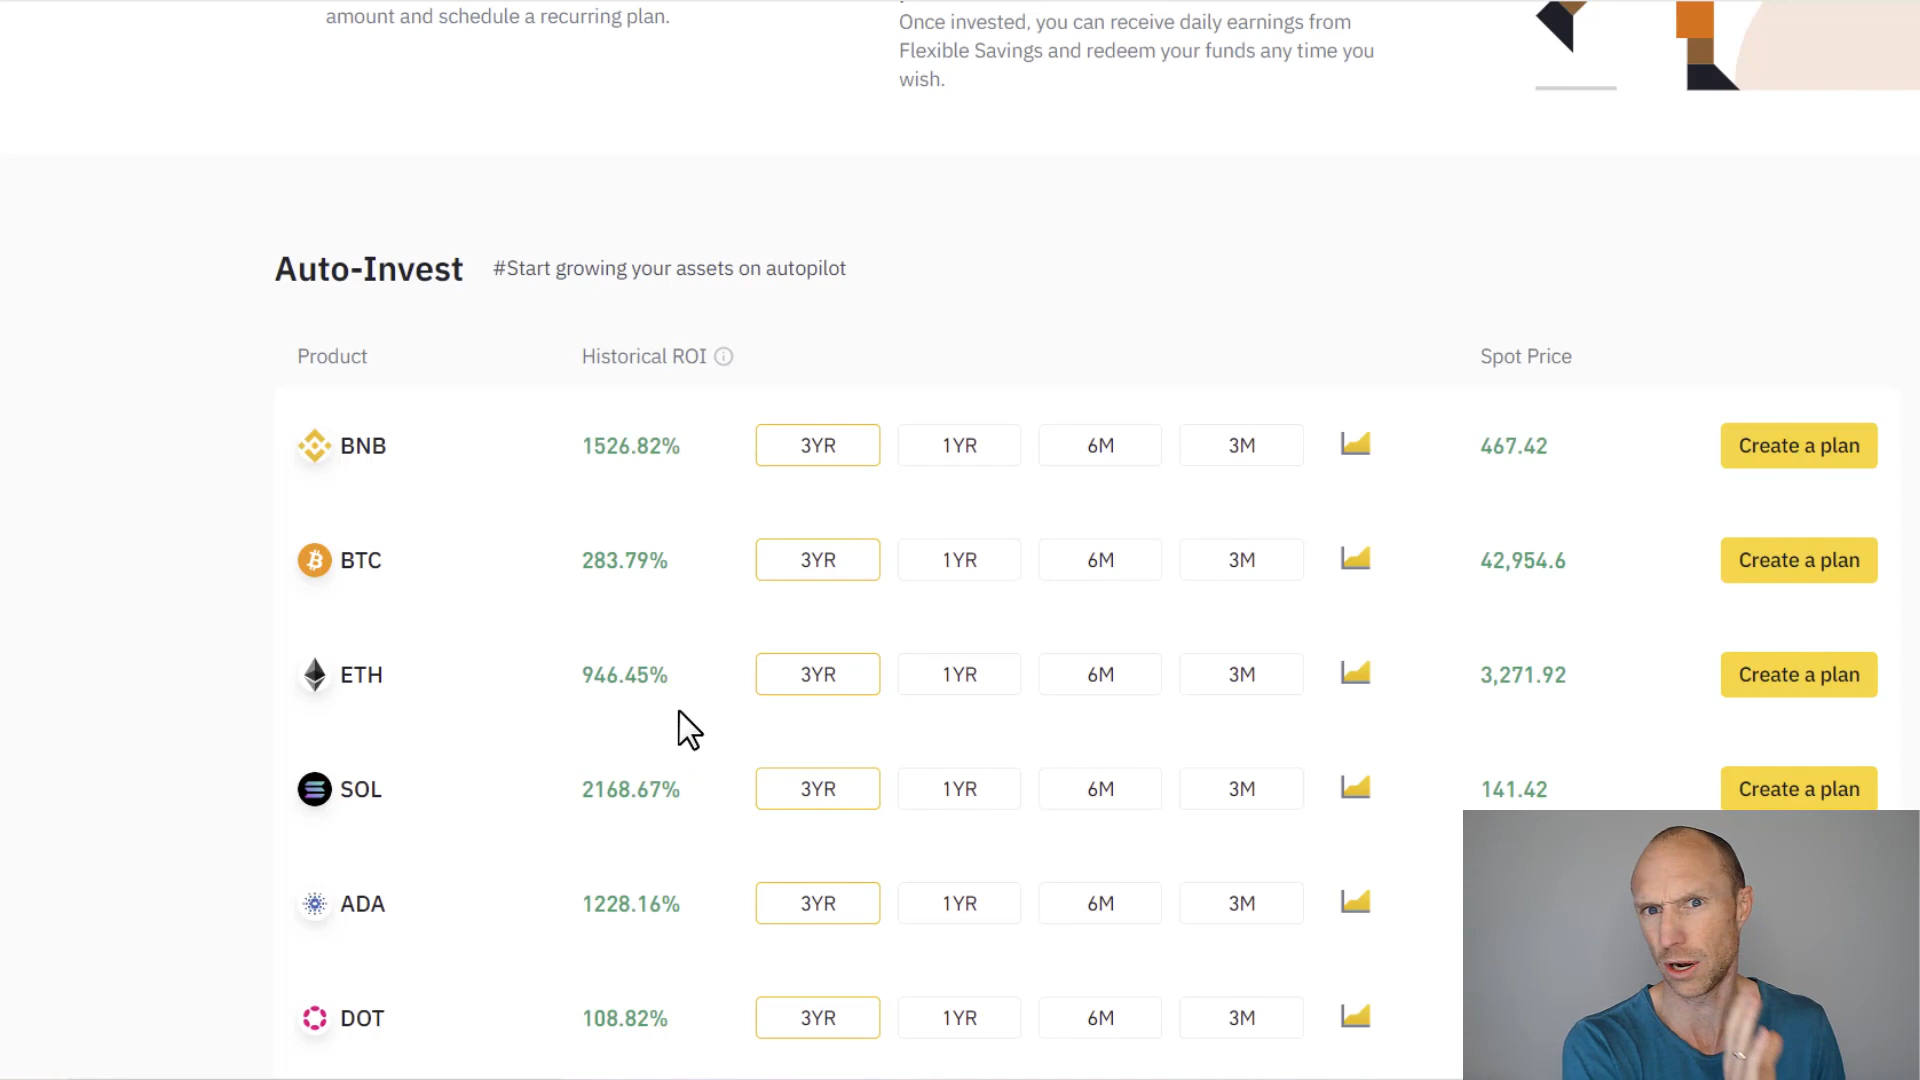 amount and schedule a recurring plan.
Once invested, you can receive daily earnings from
Flexible Savings and redeem your funds any time you
wish.
Auto-Invest #Start growing your assets on autopilot
Product Historical ROI Spot Price
BNB 1526.82% 3YR 1YR 6M 3M 467.42 Create a plan
BTC 283.79% 3YR 1YR 6M 3M 42,954.6 Create a plan
ETH 946.45% 3YR 1YR 6M 3M 3,271.92 Create a plan
SOL 2168.67% 3YR 1YR 6M 3M 141.42 Create a plan
ADA 1228.16% 3YR 1YR 6M 3M
DOT 108.82% 3YR 1YR 6M 3M